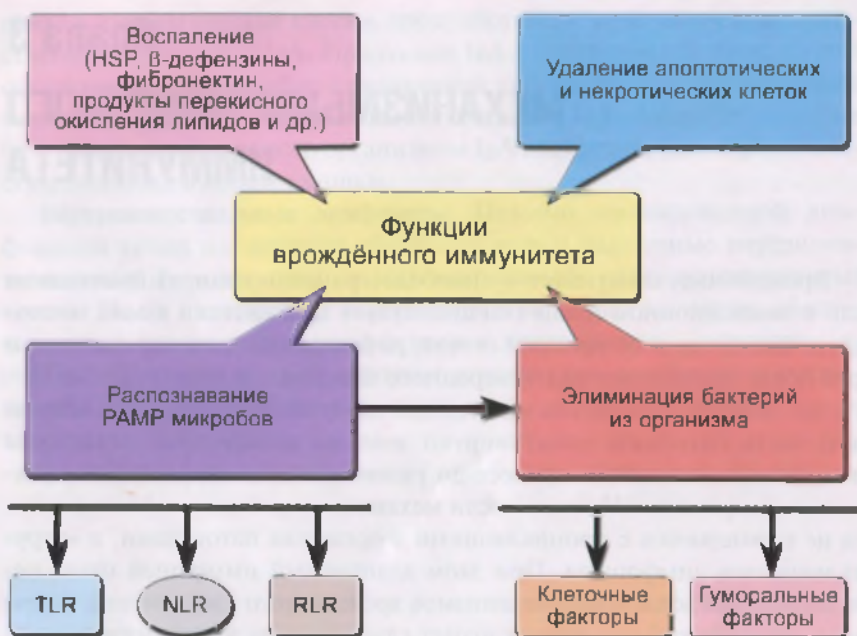 Воспаление
(HSP, β-дефензины,
фибронектин,
продукты перекисного
окисления липидов и др.)
Удаление апоптотических
и некротических клеток
Функции
врождённого иммунитета
Распознавание
PAMP микробов
Элиминация бактерий
из организма
TLR
NLR
RLR
Клеточные
факторы
Гуморальные
факторы